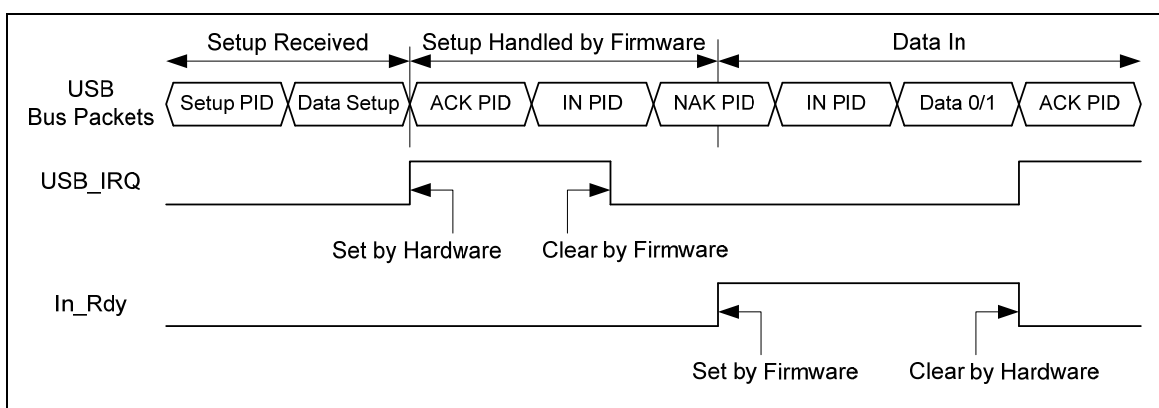 Setup Received Setup Handled by Firmware Data In
USB
Bus Packets
Setup PID Data Setup ACK PID IN PID NAK PID IN PID Data 0/1 ACK PID
USB_IRQ
Set by Hardware Clear by Firmware
In_Rdy
Set by Firmware Clear by Hardware